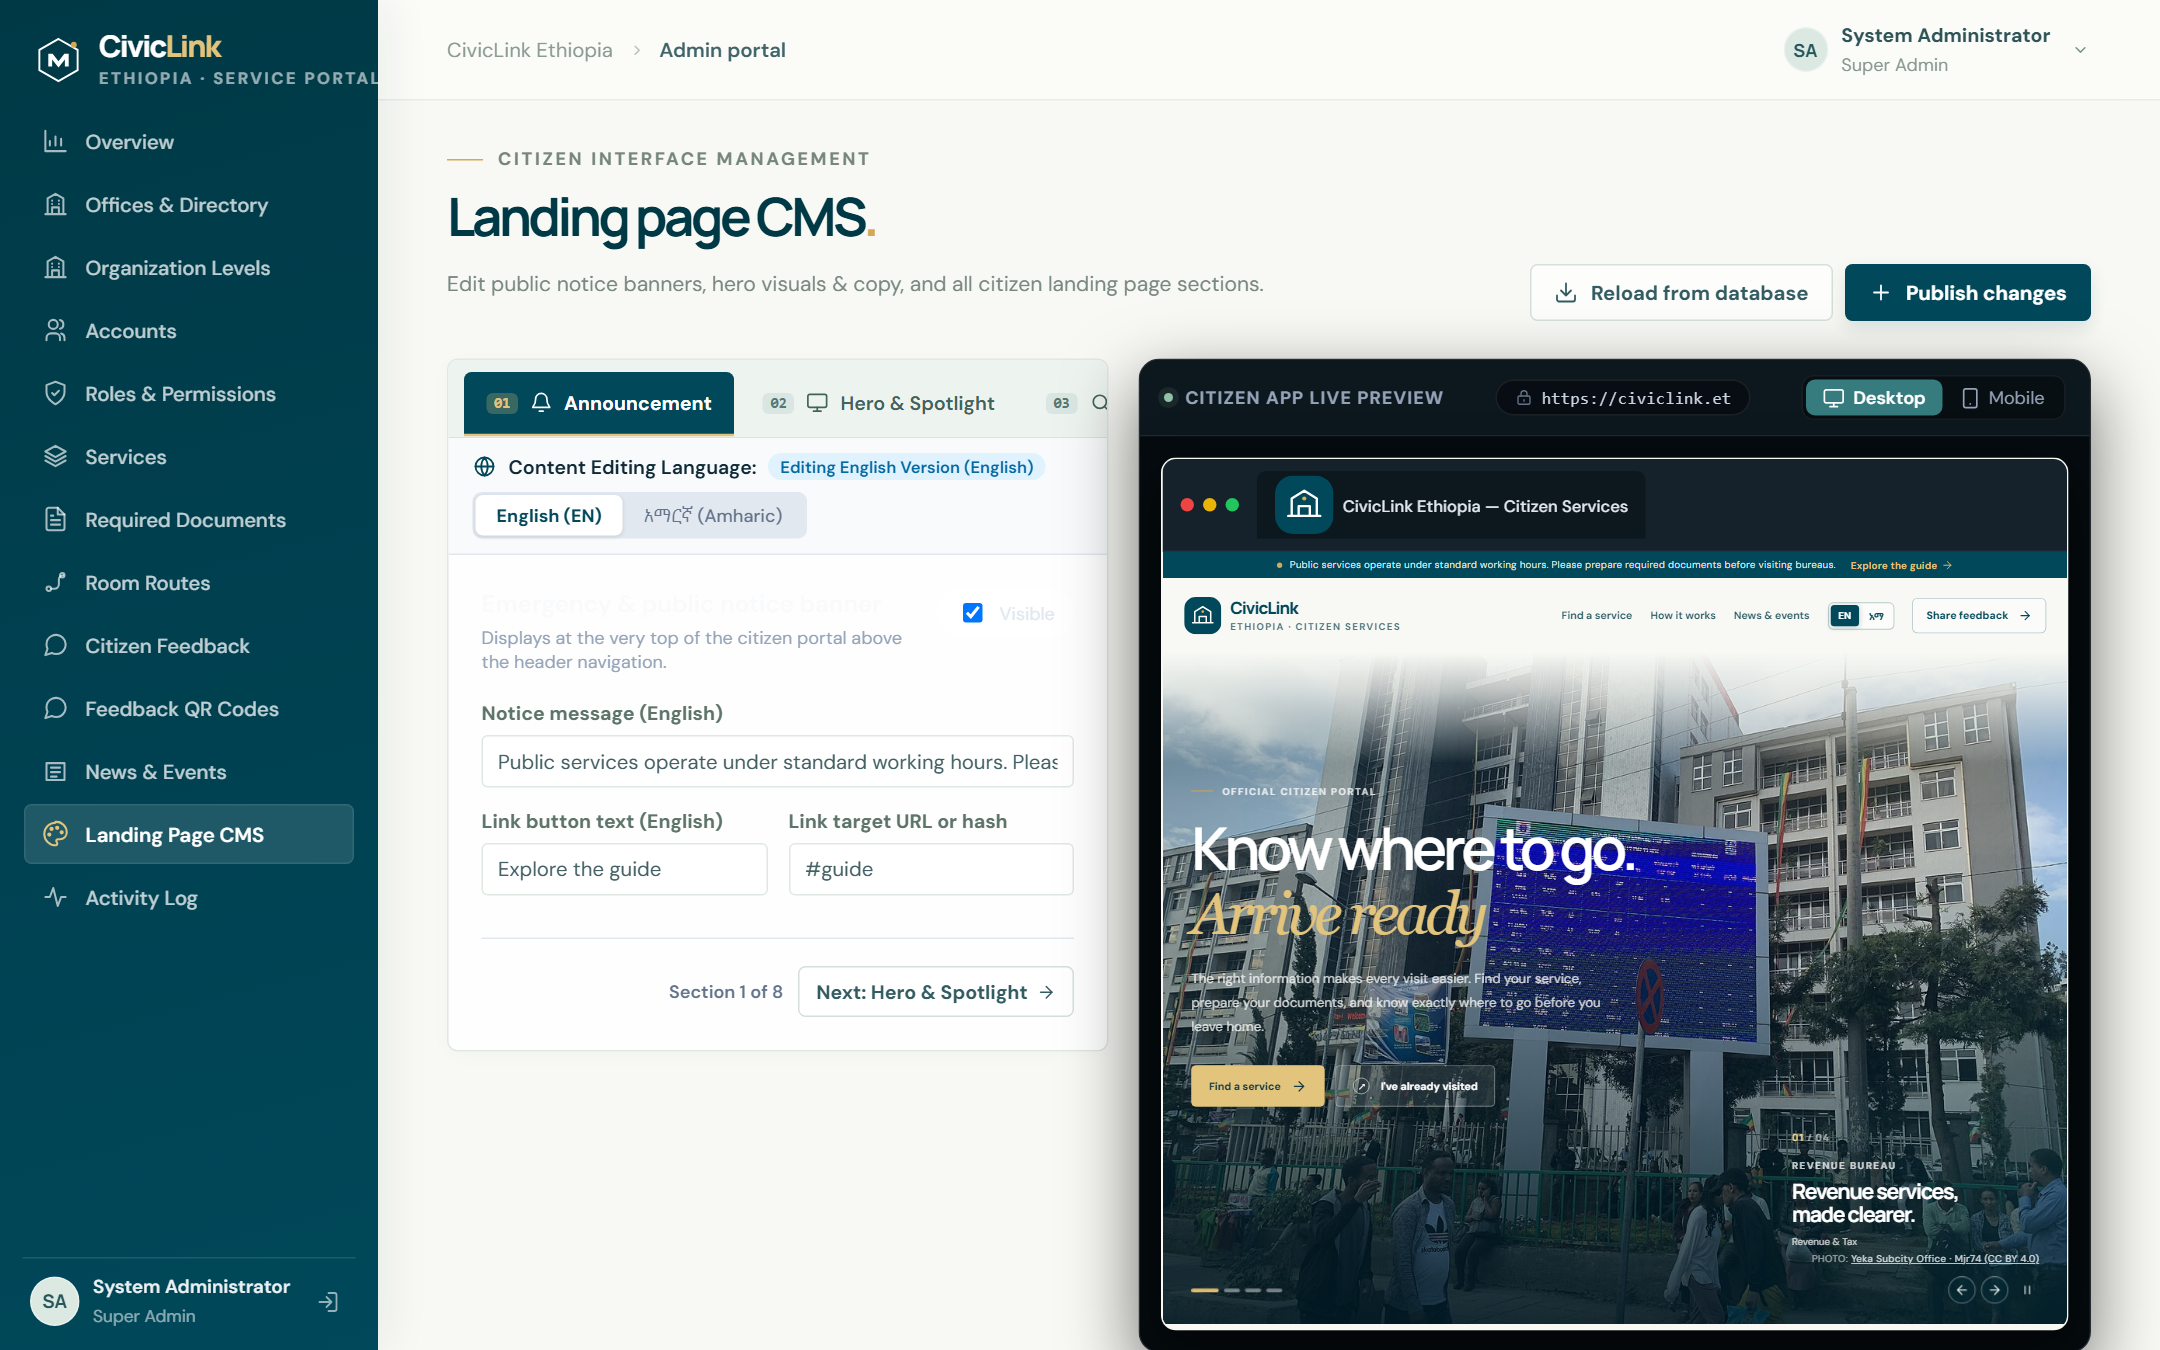 CivicLink
ETHIOPIA · SERVICE PORTAL
Overview
Offices & Directory
Organization Levels
Accounts
Roles & Permissions
Services
Required Documents
Room Routes
Citizen Feedback
Feedback QR Codes
News & Events
Landing Page CMS
Activity Log
SA
System Administrator
Super Admin
CivicLink Ethiopia
Admin portal
SA
System Administrator
Super Admin
CITIZEN INTERFACE MANAGEMENT
Landing page CMS.
Edit public notice banners, hero visuals & copy, and all citizen landing page sections.
Reload from database
Publish changes
01 Announcement
02 Hero & Spotlight
03
Content Editing Language: Editing English Version (English)
English (EN)
አማርኛ (Amharic)
Emergency & public notice banner
Visible
Displays at the very top of the citizen portal above
the header navigation.
Notice message (English)
Public services operate under standard working hours. Pleas
Link button text (English)
Link target URL or hash
Explore the guide
#guide
Section 1 of 8
Next: Hero & Spotlight
CITIZEN APP LIVE PREVIEW
https://civiclink.et
Desktop
Mobile
CivicLink Ethiopia — Citizen Services
Public services operate under standard working hours. Please prepare required documents before visiting bureaus. Explore the guide
CivicLink
ETHIOPIA · CITIZEN SERVICES
Find a service
How it works
News & events
EN
አማ
Share feedback
OFFICIAL CITIZEN PORTAL
Know where to go.
Arrive ready
The right information makes every visit easier. Find your service,
prepare your documents, and know exactly where to go before you
leave home.
Find a service
I've already visited
01 / 04
REVENUE BUREAU
Revenue services,
made clearer.
Revenue & Tax
PHOTO: Yeka Subcity Office · Mjr74 (CC BY 4.0)